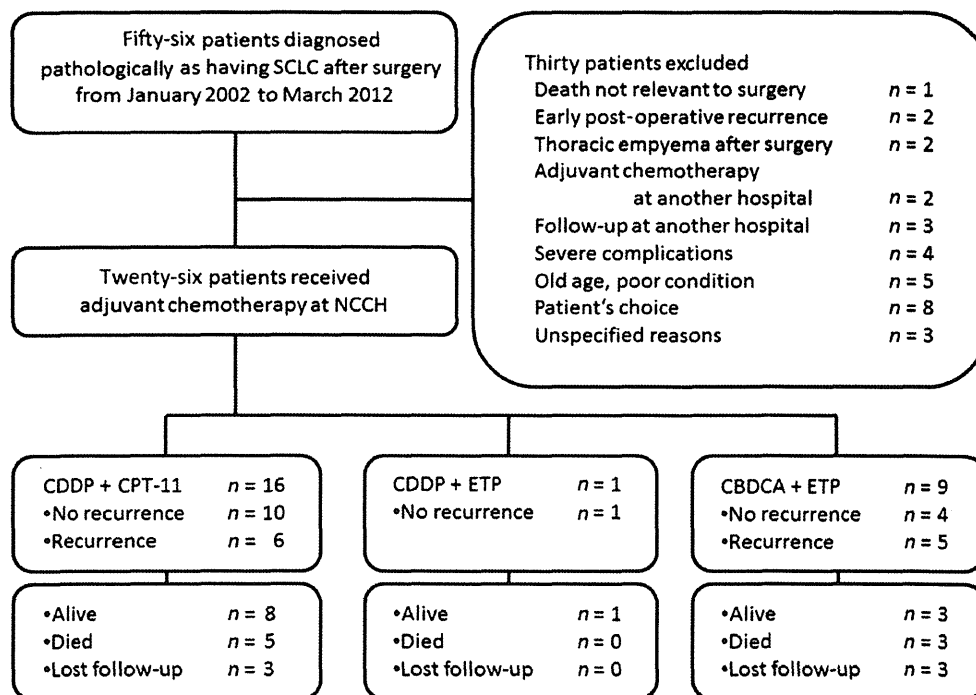 Fifty-six patients diagnosed
pathologically as having SCLC after surgery
from January 2002 to March 2012
Thirty patients excluded
Death not relevant to surgery n = 1
Early post-operative recurrence n = 2
Thoracic empyema after surgery n = 2
Adjuvant chemotherapy
at another hospital n = 2
Follow-up at another hospital n = 3
Severe complications n = 4
Old age, poor condition n = 5
Patient's choice n = 8
Unspecified reasons n = 3
Twenty-six patients received
adjuvant chemotherapy at NCCH
CDDP + CPT-11 n = 16
•No recurrence n = 10
•Recurrence n = 6
CDDP + ETP n = 1
•No recurrence n = 1
CBDCA + ETP n = 9
•No recurrence n = 4
•Recurrence n = 5
•Alive n = 8
•Died n = 5
•Lost follow-up n = 3
•Alive n = 1
•Died n = 0
•Lost follow-up n = 0
•Alive n = 3
•Died n = 3
•Lost follow-up n = 3